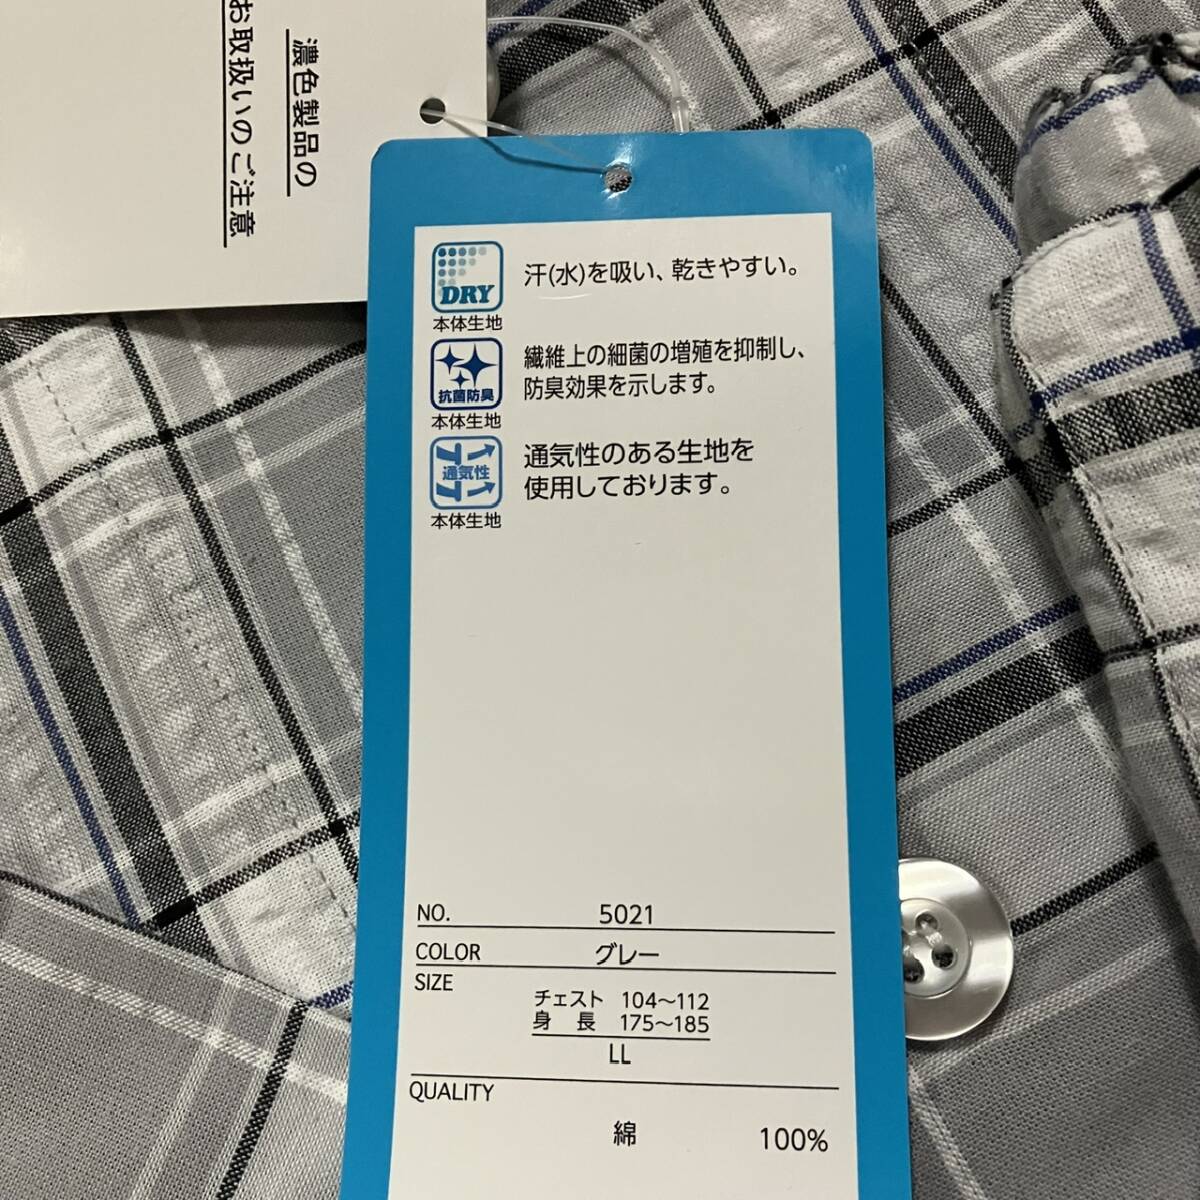 濃色製品の
お取扱いのご注意
DRY
本体生地
汗(水)を吸い、乾きやすい。
抗菌防臭
本体生地
繊維上の細菌の増殖を抑制し、
防臭効果を示します。
通気性
本体生地
通気性のある生地を
使用しております。
NO. 5021
COLOR グレー
SIZE
チェスト 104～112
身長 175～185
LL
QUALITY
綿 100%